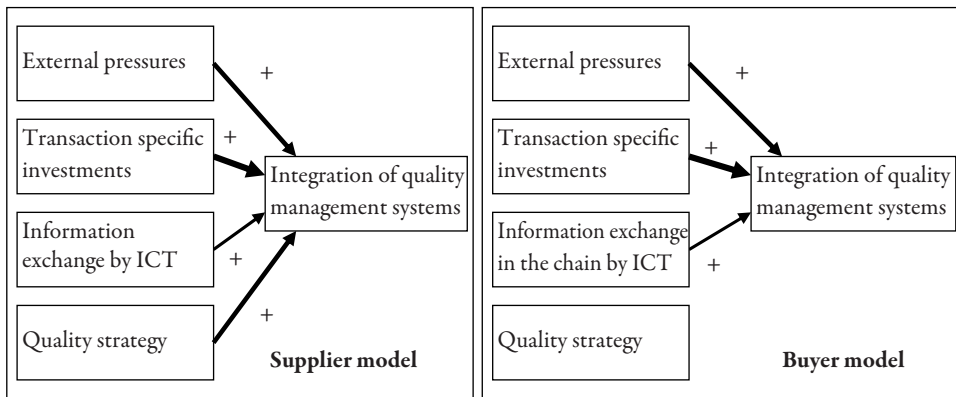 External pressures
+
Transaction specific
investments
+
Integration of quality
management systems
Information
exchange by ICT
+
Quality strategy
+
Supplier model
External pressures
+
Transaction specific
investments
+
Integration of quality
management systems
Information exchange
in the chain by ICT
+
Quality strategy
Buyer model